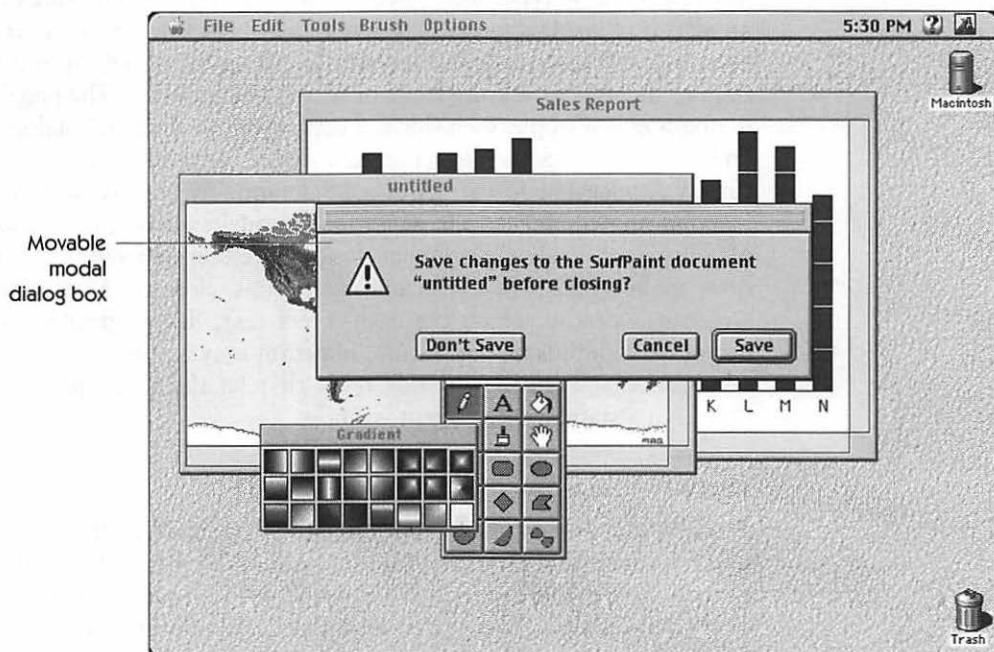 File Edit Tools Brush Options 5:30 PM
Macintosh
Sales Report
untitled
Movable
modal
dialog box
Save changes to the SurfPaint document
“untitled” before closing?
Don't Save Cancel Save
A
K L M N
MAG
Gradient
Trash